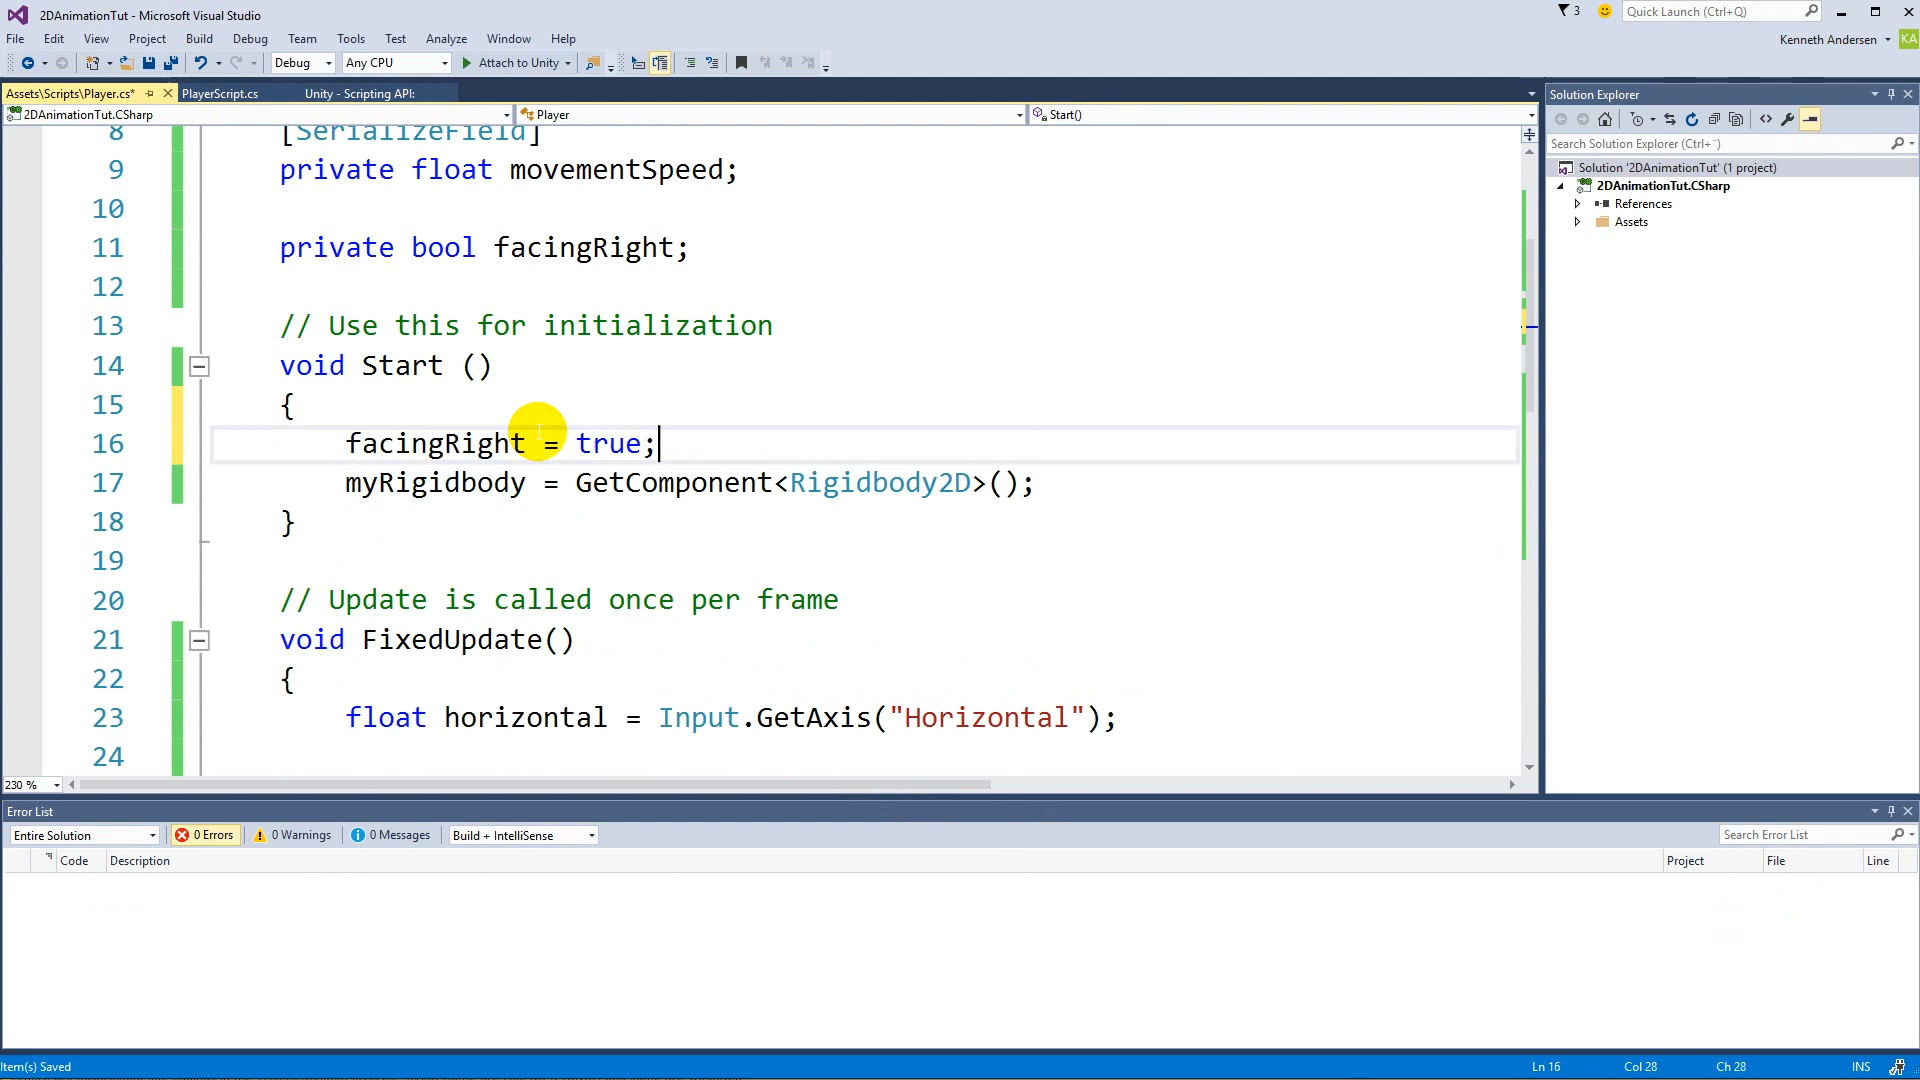 2DAnimationTut - Microsoft Visual Studio
3
Quick Launch (Ctrl+Q)
File Edit View Project Build Debug Team Tools Test Analyze Window Help
Kenneth Andersen KA
Debug Any CPU Attach to Unity
Assets\Scripts\Player.cs* PlayerScript.cs Unity - Scripting API:
2DAnimationTut.CSharp Player Start()
8 [SerializeField]
9 private float movementSpeed;
10
11 private bool facingRight;
12
13 // Use this for initialization
14 void Start ()
15 {
16 facingRight = true;
17 myRigidbody = GetComponent<Rigidbody2D>();
18 }
19
20 // Update is called once per frame
21 void FixedUpdate()
22 {
23 float horizontal = Input.GetAxis("Horizontal");
24
230 %
Solution Explorer
Search Solution Explorer (Ctrl+¨)
Solution '2DAnimationTut' (1 project)
2DAnimationTut.CSharp
References
Assets
Error List
Entire Solution 0 Errors 0 Warnings 0 Messages Build + IntelliSense
Search Error List
Code Description Project File Line
Item(s) Saved Ln 16 Col 28 Ch 28 INS